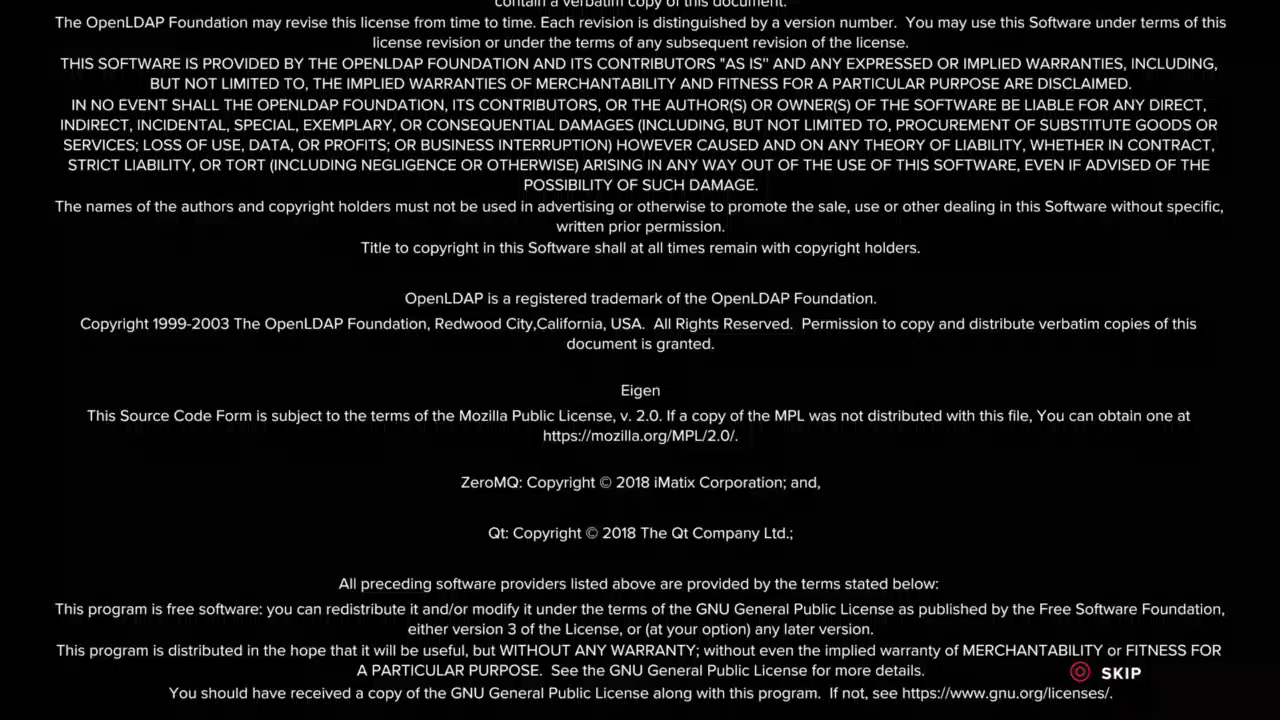 contain a verbatim copy of this document.
The OpenLDAP Foundation may revise this license from time to time. Each revision is distinguished by a version number.  You may use this Software under terms of this
license revision or under the terms of any subsequent revision of the license.
THIS SOFTWARE IS PROVIDED BY THE OPENLDAP FOUNDATION AND ITS CONTRIBUTORS "AS IS" AND ANY EXPRESSED OR IMPLIED WARRANTIES, INCLUDING,
BUT NOT LIMITED TO, THE IMPLIED WARRANTIES OF MERCHANTABILITY AND FITNESS FOR A PARTICULAR PURPOSE ARE DISCLAIMED.
IN NO EVENT SHALL THE OPENLDAP FOUNDATION, ITS CONTRIBUTORS, OR THE AUTHOR(S) OR OWNER(S) OF THE SOFTWARE BE LIABLE FOR ANY DIRECT,
INDIRECT, INCIDENTAL, SPECIAL, EXEMPLARY, OR CONSEQUENTIAL DAMAGES (INCLUDING, BUT NOT LIMITED TO, PROCUREMENT OF SUBSTITUTE GOODS OR
SERVICES; LOSS OF USE, DATA, OR PROFITS; OR BUSINESS INTERRUPTION) HOWEVER CAUSED AND ON ANY THEORY OF LIABILITY, WHETHER IN CONTRACT,
STRICT LIABILITY, OR TORT (INCLUDING NEGLIGENCE OR OTHERWISE) ARISING IN ANY WAY OUT OF THE USE OF THIS SOFTWARE, EVEN IF ADVISED OF THE
POSSIBILITY OF SUCH DAMAGE.
The names of the authors and copyright holders must not be used in advertising or otherwise to promote the sale, use or other dealing in this Software without specific,
written prior permission.
Title to copyright in this Software shall at all times remain with copyright holders.
OpenLDAP is a registered trademark of the OpenLDAP Foundation.
Copyright 1999-2003 The OpenLDAP Foundation, Redwood City,California, USA.  All Rights Reserved.  Permission to copy and distribute verbatim copies of this
document is granted.
Eigen
This Source Code Form is subject to the terms of the Mozilla Public License, v. 2.0. If a copy of the MPL was not distributed with this file, You can obtain one at
https://mozilla.org/MPL/2.0/.
ZeroMQ: Copyright © 2018 iMatix Corporation; and,
Qt: Copyright © 2018 The Qt Company Ltd.;
All preceding software providers listed above are provided by the terms stated below:
This program is free software: you can redistribute it and/or modify it under the terms of the GNU General Public License as published by the Free Software Foundation,
either version 3 of the License, or (at your option) any later version.
This program is distributed in the hope that it will be useful, but WITHOUT ANY WARRANTY; without even the implied warranty of MERCHANTABILITY or FITNESS FOR
A PARTICULAR PURPOSE.  See the GNU General Public License for more details.
SKIP
You should have received a copy of the GNU General Public License along with this program.  If not, see https://www.gnu.org/licenses/.